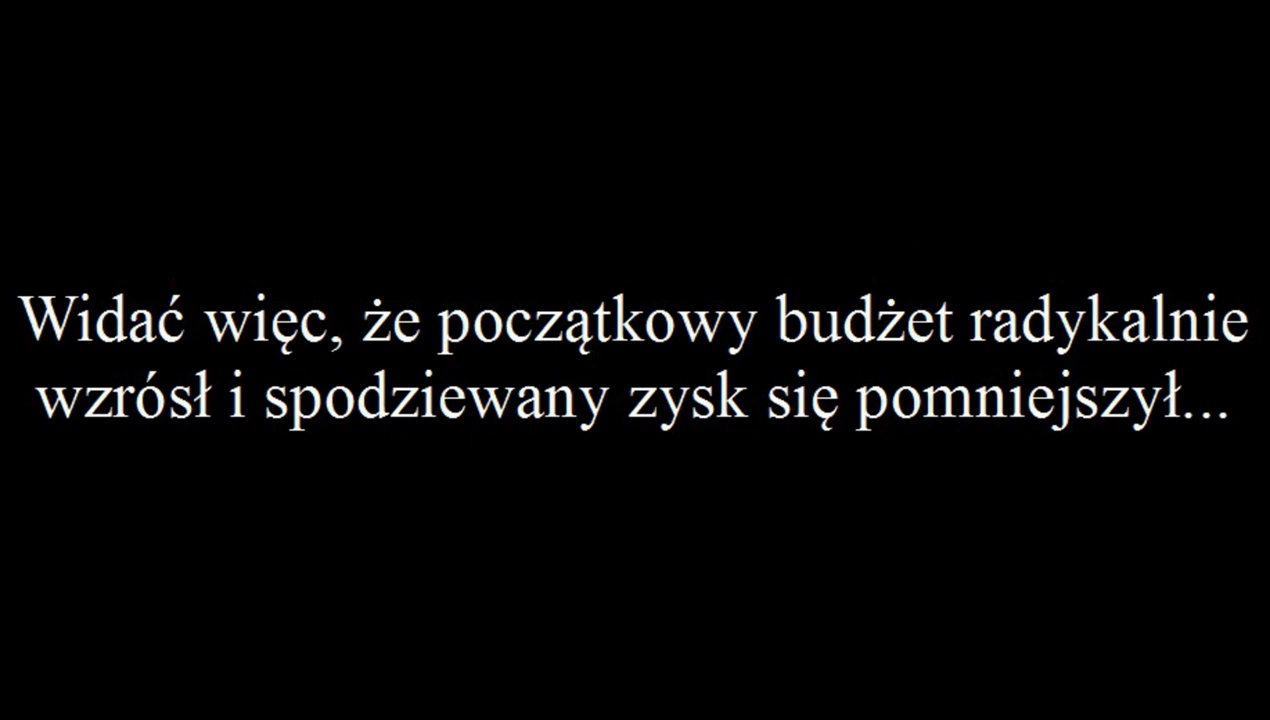 Widać więc, że początkowy budżet radykalnie
wzrósł i spodziewany zysk się pomniejszył...